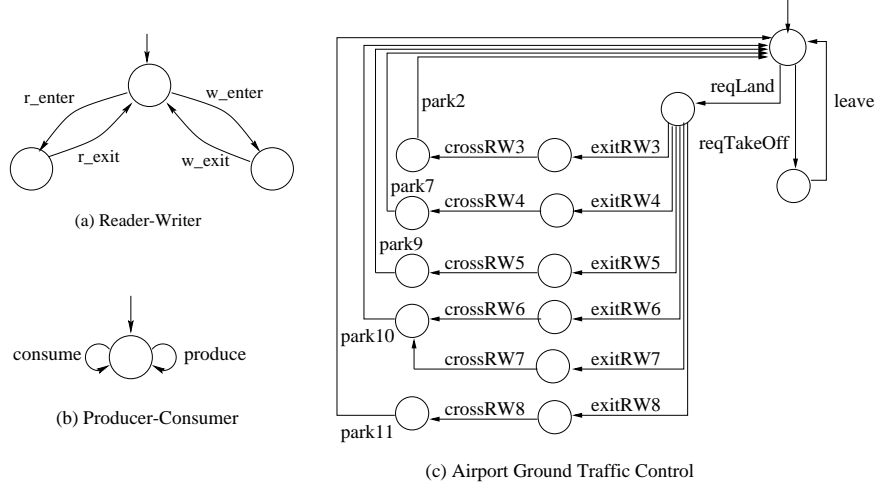 r_enter
w_enter
r_exit
w_exit
(a) Reader-Writer
consume
produce
(b) Producer-Consumer
reqLand
leave
park2
reqTakeOff
crossRW3
exitRW3
park7
crossRW4
exitRW4
park9
crossRW5
exitRW5
crossRW6
exitRW6
park10
crossRW7
exitRW7
crossRW8
exitRW8
park11
(c) Airport Ground Traffic Control